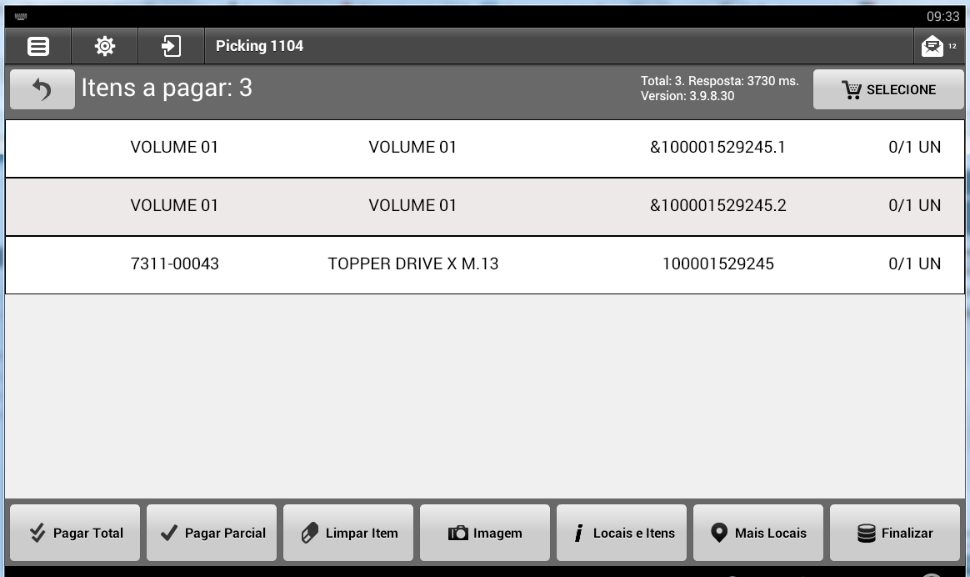 09:33
Picking 1104
12
Itens a pagar: 3
Total: 3. Resposta: 3730 ms.
Version: 3.9.8.30
SELECIONE
VOLUME 01 VOLUME 01 &100001529245.1 0/1 UN
VOLUME 01 VOLUME 01 &100001529245.2 0/1 UN
7311-00043 TOPPER DRIVE X M.13 100001529245 0/1 UN
Pagar Total Pagar Parcial Limpar Item Imagem Locais e Itens Mais Locais Finalizar